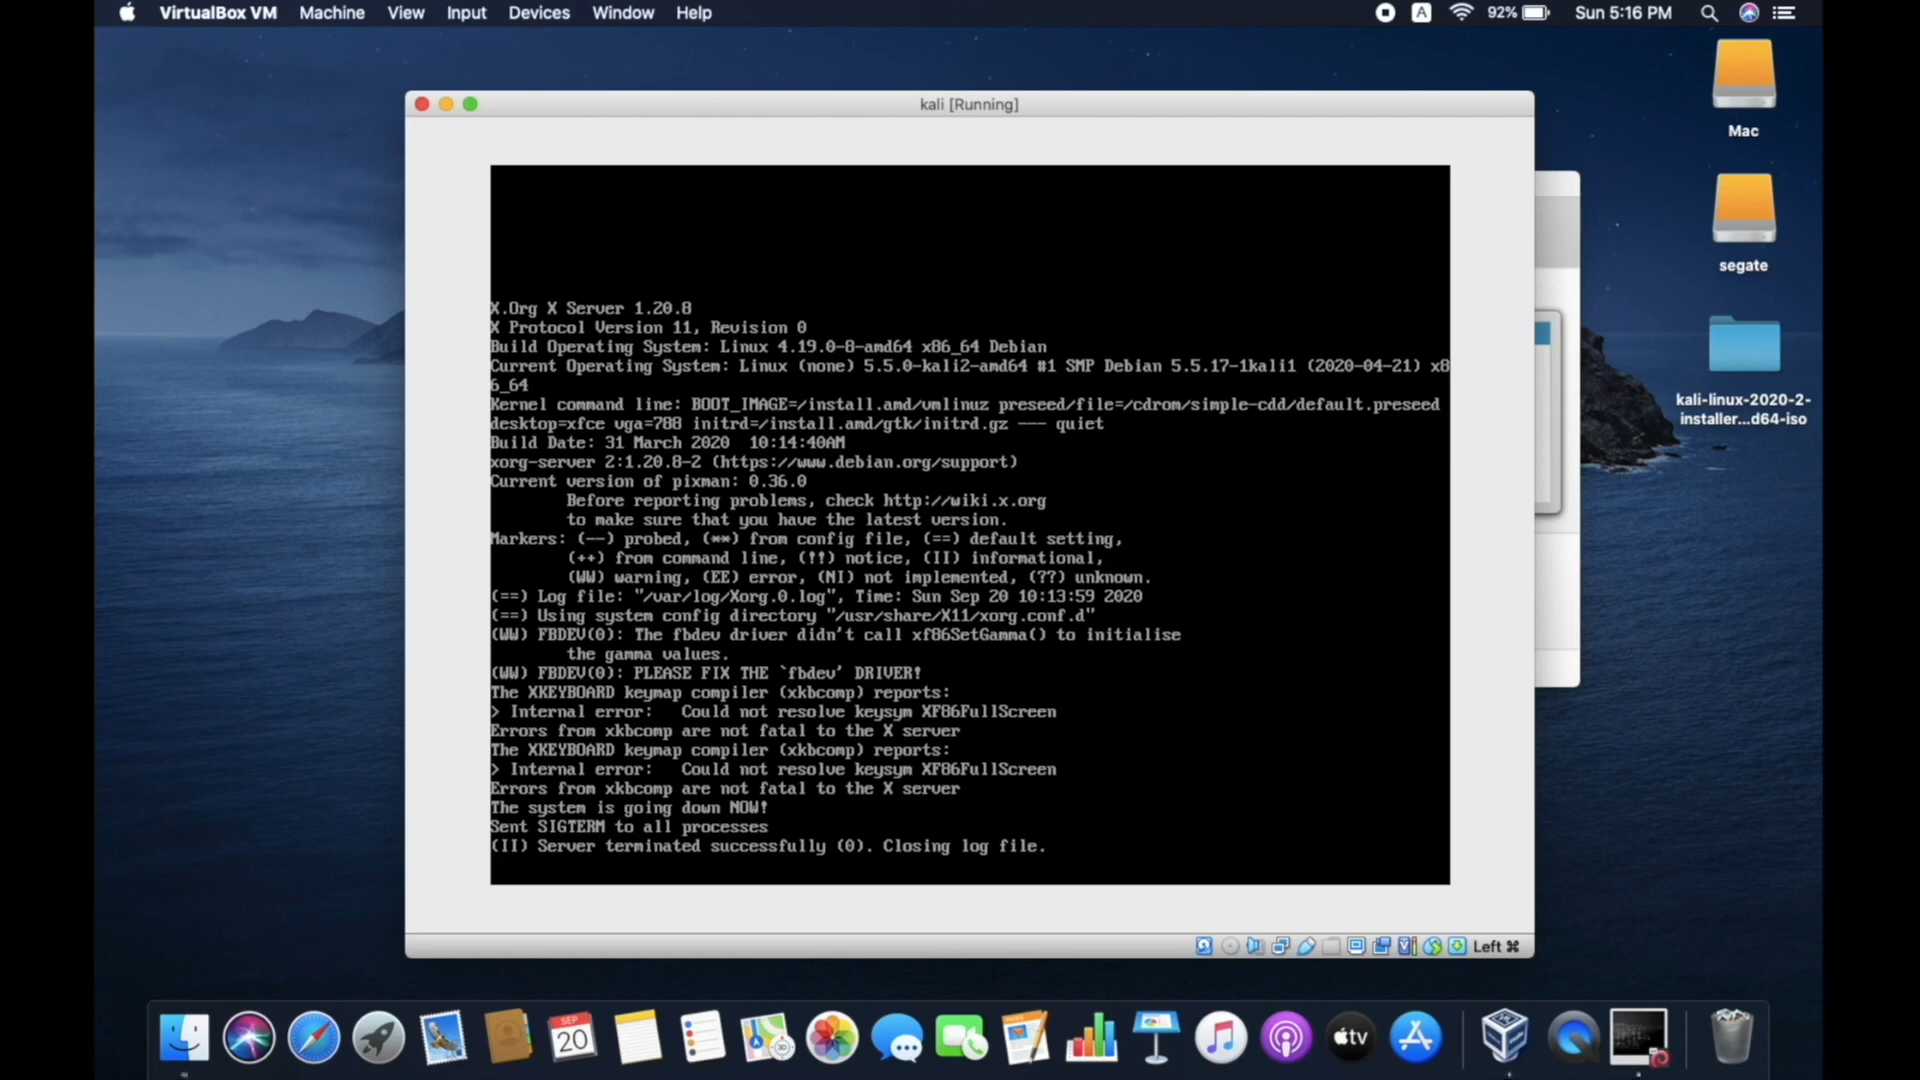 VirtualBox VM Machine View Input Devices Window Help
A 92% Sun 5:16 PM
kali [Running]
Mac
segate
kali-linux-2020-2-
installer...d64-iso
X.Org X Server 1.20.8
X Protocol Version 11, Revision 0
Build Operating System: Linux 4.19.0-8-amd64 x86_64 Debian
Current Operating System: Linux (none) 5.5.0-kali2-amd64 #1 SMP Debian 5.5.17-1kali1 (2020-04-21) x8
6_64
Kernel command line: BOOT_IMAGE=/install.amd/vmlinuz preseed/file=/cdrom/simple-cdd/default.preseed
desktop=xfce vga=788 initrd=/install.amd/gtk/initrd.gz --- quiet
Build Date: 31 March 2020  10:14:40AM
xorg-server 2:1.20.8-2 (https://www.debian.org/support)
Current version of pixman: 0.36.0
Before reporting problems, check http://wiki.x.org
to make sure that you have the latest version.
Markers: (--) probed, (**) from config file, (==) default setting,
(++) from command line, (!!) notice, (II) informational,
(WW) warning, (EE) error, (NI) not implemented, (??) unknown.
(==) Log file: "/var/log/Xorg.0.log", Time: Sun Sep 20 10:13:59 2020
(==) Using system config directory "/usr/share/X11/xorg.conf.d"
(WW) FBDEV(0): The fbdev driver didn't call xf86SetGamma() to initialise
the gamma values.
(WW) FBDEV(0): PLEASE FIX THE `fbdev' DRIVER!
The XKEYBOARD keymap compiler (xkbcomp) reports:
> Internal error:   Could not resolve keysym XF86FullScreen
Errors from xkbcomp are not fatal to the X server
The XKEYBOARD keymap compiler (xkbcomp) reports:
> Internal error:   Could not resolve keysym XF86FullScreen
Errors from xkbcomp are not fatal to the X server
The system is going down NOW!
Sent SIGTERM to all processes
(II) Server terminated successfully (0). Closing log file.
Left ⌘
SEP
20
tv